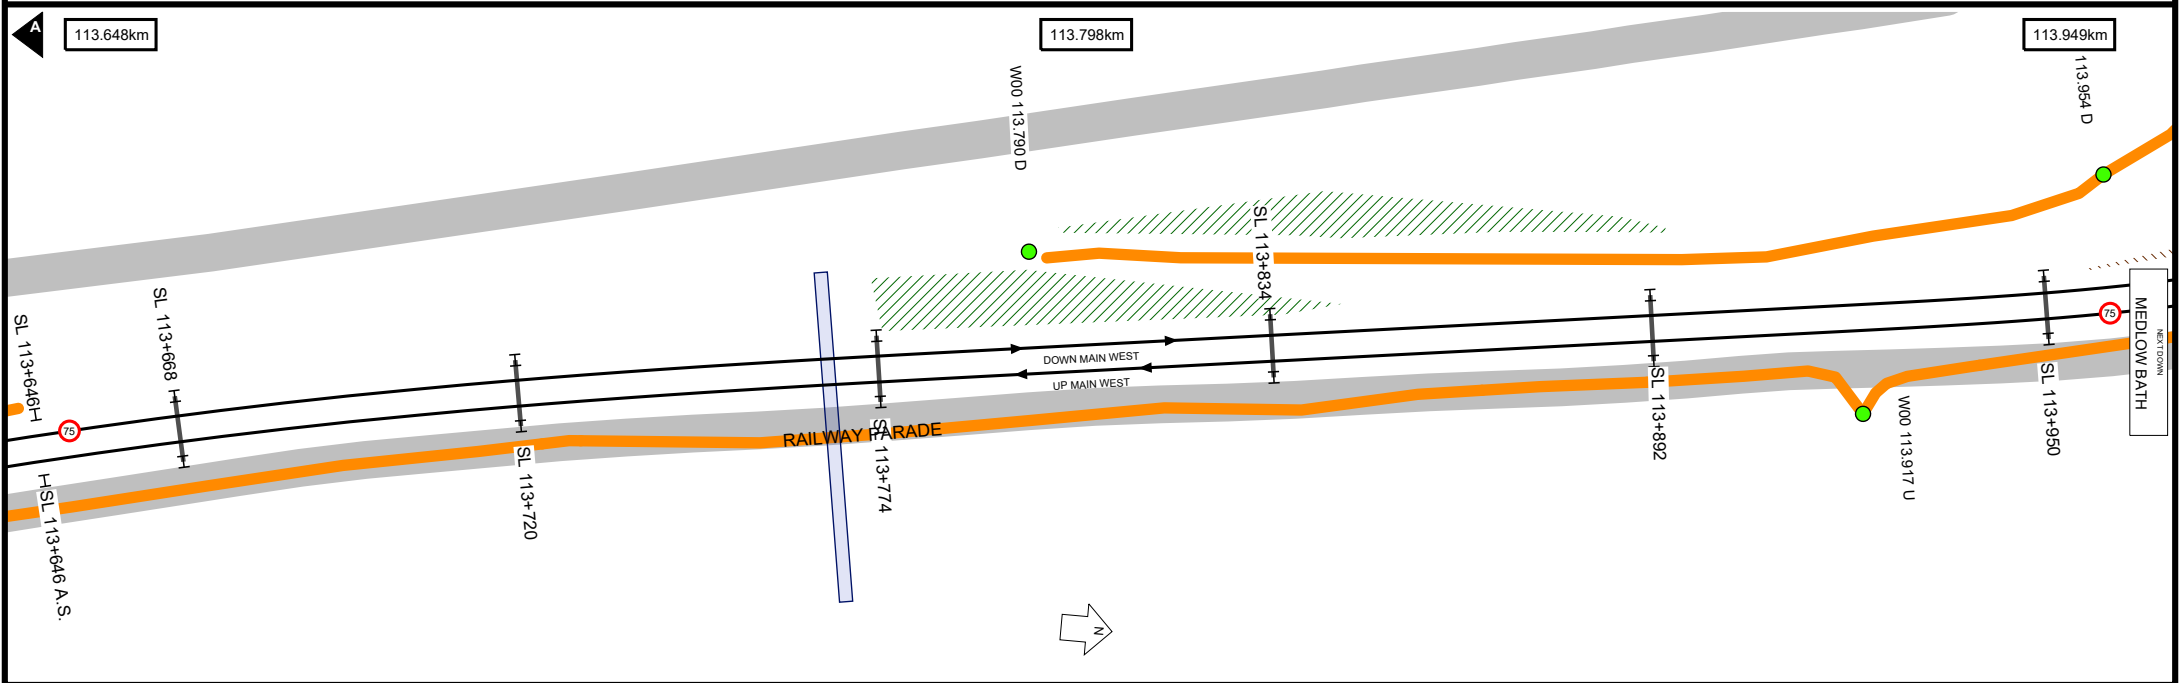 A
113.648km
113.798km
113.949km
W00 113.790 D
113.954 D
SL 113+834
SL 113+668
SL 113+646
DOWN MAIN WEST
UP MAIN WEST
75
75
MEDLOW BATH
NEXT DOWN
RAILWAY PARADE
SL 113+774
SL 113+720
SL 113+892
SL 113+950
W00 113.917 U
SL 113+646 A.S.
N